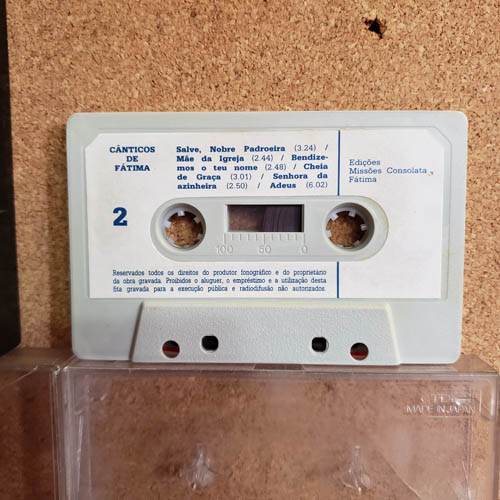 CÂNTICOS
DE
FÁTIMA
Salve, Nobre Padroeira (3.24) /
Mãe da Igreja (2.44) / Bendize-
mos o teu nome (2.48) / Cheia
de Graça (3.01) / Senhora da
azinheira (2.50) / Adeus (6.02)
Edições
Missões Consolata
Fátima
2
100 50 0
Reservados todos os direitos do produtor fonográfico e do proprietário
da obra gravada. Proibidos o aluguer, o empréstimo e a utilização desta
fita gravada para a execução pública e radiodifusão não autorizados.
MADE IN JAPAN